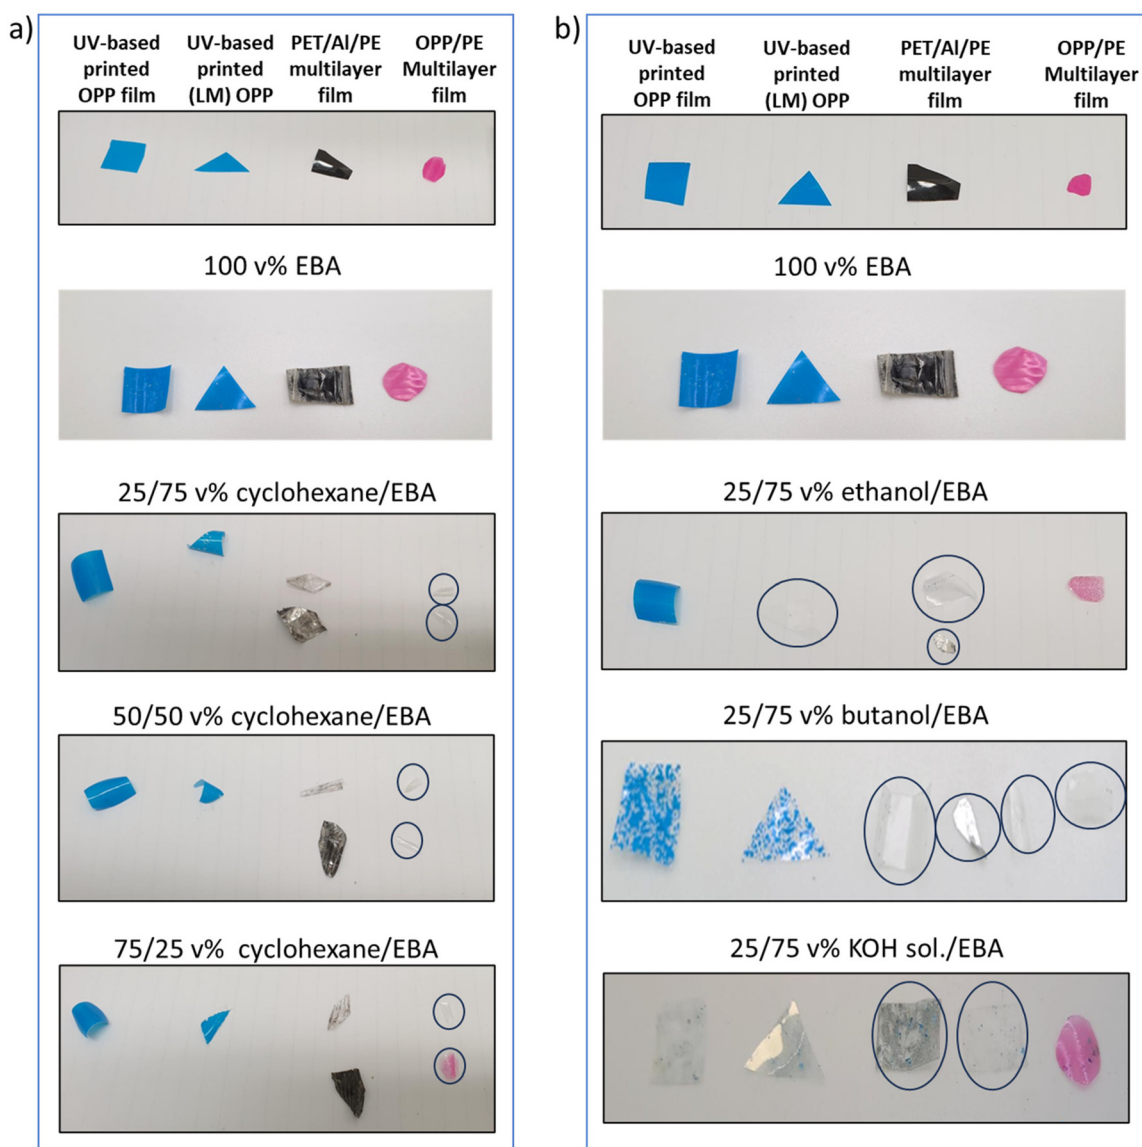 a)
UV-based
printed
OPP film
UV-based
printed
(LM) OPP
PET/Al/PE
multilayer
film
OPP/PE
Multilayer
film
100 v% EBA
25/75 v% cyclohexane/EBA
50/50 v% cyclohexane/EBA
75/25 v% cyclohexane/EBA
b)
UV-based
printed
OPP film
UV-based
printed
(LM) OPP
PET/Al/PE
multilayer
film
OPP/PE
Multilayer
film
100 v% EBA
25/75 v% ethanol/EBA
25/75 v% butanol/EBA
25/75 v% KOH sol./EBA